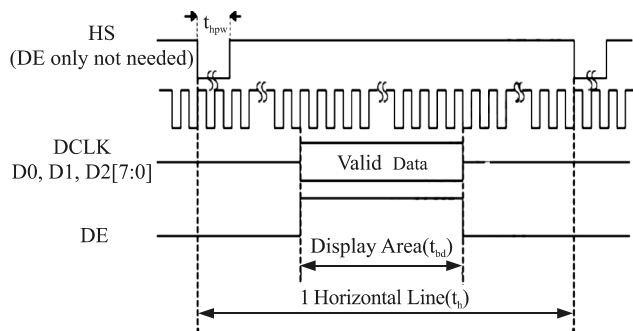 t_hpw
HS
(DE only not needed)
DCLK
D0, D1, D2[7:0]
Valid Data
DE
Display Area(t_bd)
1 Horizontal Line(t_h)